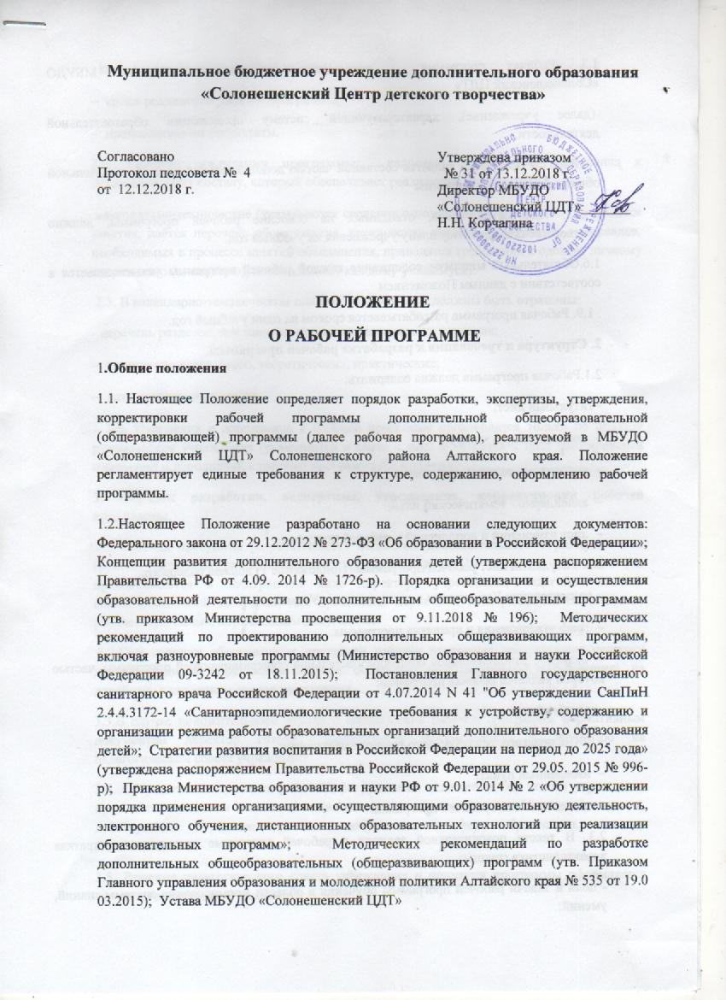 Муниципальное бюджетное учреждение дополнительного образования
«Солонешенский Центр детского творчества»
Согласовано
Протокол педсовета № 4
от 12.12.2018 г.
Утверждена приказом
№ 31 от 13.12.2018 г.
Директор МБУДО
«Солонешенский ЦДТ»
Н.Н. Корчагина
ПОЛОЖЕНИЕ
О РАБОЧЕЙ ПРОГРАММЕ
1.Общие положения
1.1. Настоящее Положение определяет порядок разработки, экспертизы, утверждения,
корректировки рабочей программы дополнительной общеобразовательной
(общеразвивающей) программы (далее рабочая программа), реализуемой в МБУДО
«Солонешенский ЦДТ» Солонешенского района Алтайского края. Положение
регламентирует единые требования к структуре, содержанию, оформлению рабочей
программы.
1.2.Настоящее Положение разработано на основании следующих документов:
Федерального закона от 29.12.2012 № 273-ФЗ «Об образовании в Российской Федерации»;
Концепции развития дополнительного образования детей (утверждена распоряжением
Правительства РФ от 4.09. 2014 № 1726-р). Порядка организации и осуществления
образовательной деятельности по дополнительным общеобразовательным программам
(утв. приказом Министерства просвещения от 9.11.2018 № 196); Методических
рекомендаций по проектированию дополнительных общеразвивающих программ,
включая разноуровневые программы (Министерство образования и науки Российской
Федерации 09-3242 от 18.11.2015); Постановления Главного государственного
санитарного врача Российской Федерации от 4.07.2014 N 41 "Об утверждении СанПиН
2.4.4.3172-14 «Санитарноэпидемиологические требования к устройству, содержанию и
организации режима работы образовательных организаций дополнительного образования
детей»; Стратегии развития воспитания в Российской Федерации на период до 2025 года»
(утверждена распоряжением Правительства Российской Федерации от 29.05. 2015 № 996-
р); Приказа Министерства образования и науки РФ от 9.01. 2014 № 2 «Об утверждении
порядка применения организациями, осуществляющими образовательную деятельность,
электронного обучения, дистанционных образовательных технологий при реализации
образовательных программ»; Методических рекомендаций по разработке
дополнительных общеобразовательных (общеразвивающих) программ (утв. Приказом
Главного управления образования и молодежной политики Алтайского края № 535 от 19.0
03.2015); Устава МБУДО «Солонешенский ЦДТ»